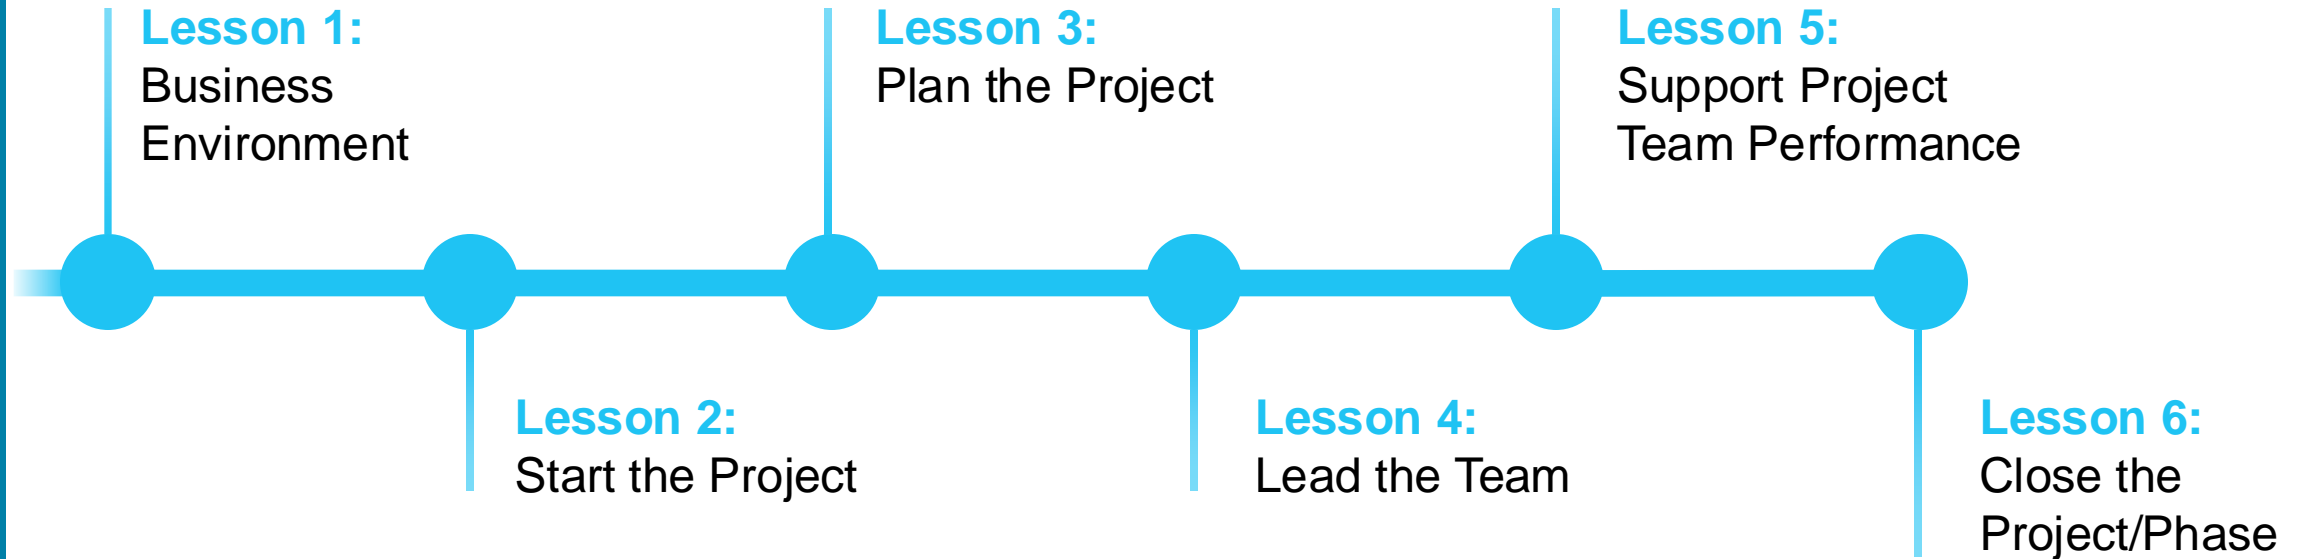 Lesson 1:
Business
Environment
Lesson 2:
Start the Project
Lesson 3:
Plan the Project
Lesson 4:
Lead the Team
Lesson 5:
Support Project
Team Performance
Lesson 6:
Close the
Project/Phase